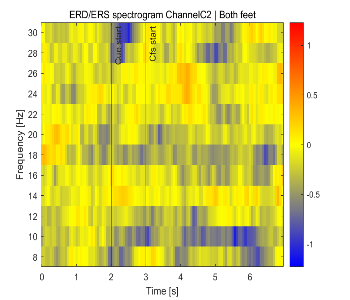 ERD/ERS spectrogram ChannelC2 | Both feet
Frequency [Hz]
30
28
26
24
22
20
18
16
14
12
10
8
Cue start
Cfs start
1
0.5
0
-0.5
-1
0 1 2 3 4 5 6
Time [s]